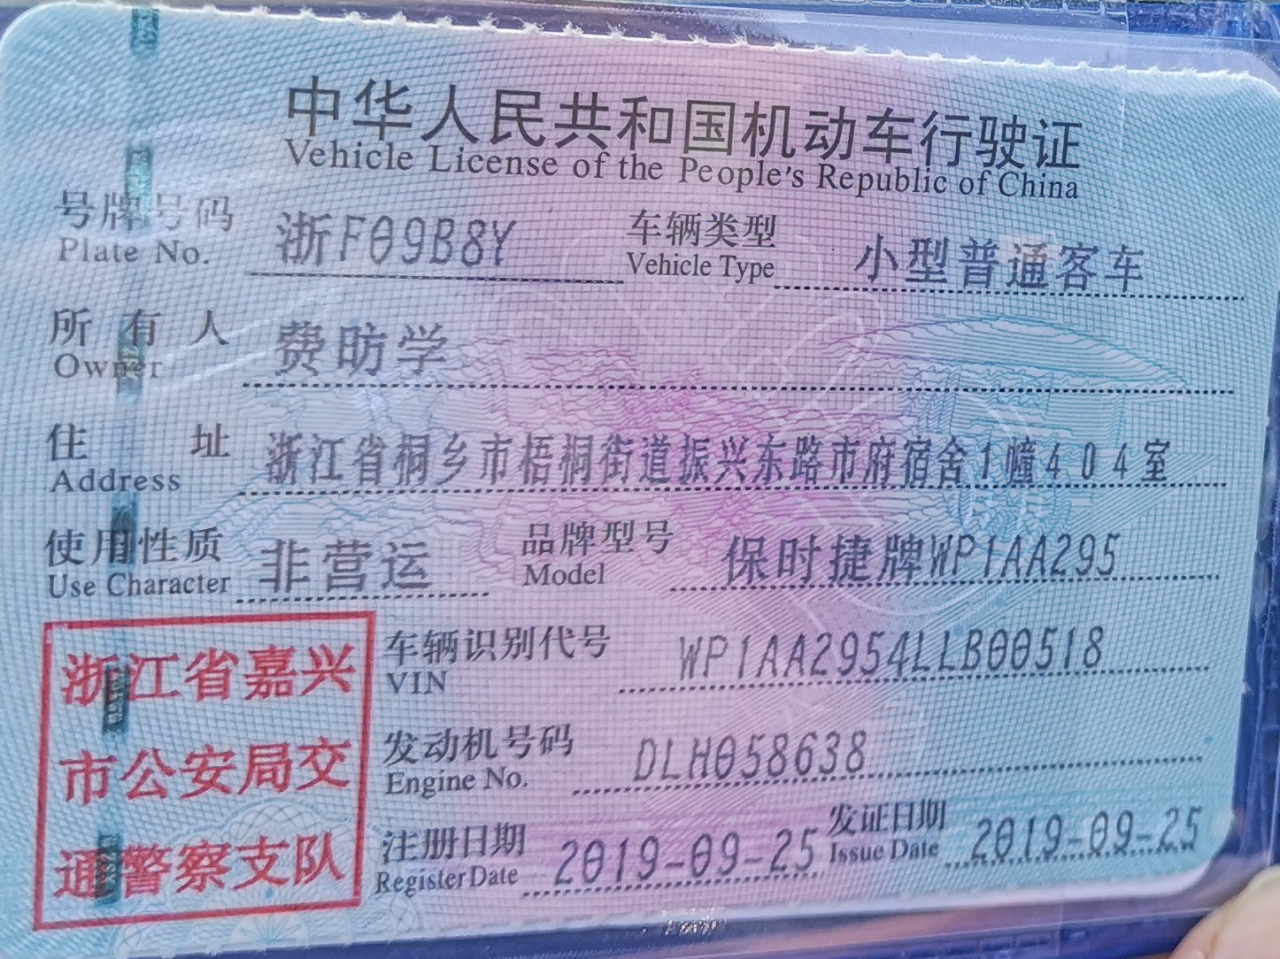 中华人民共和国机动车行驶证
Vehicle License of the People's Republic of China
号牌号码 浙F09B8Y 车辆类型 小型普通客车
Plate No. Vehicle Type
所有人 费昉学
Owner
住址 浙江省桐乡市梧桐街道振兴东路市府宿舍1幢404室
Address
使用性质 非营运 品牌型号 保时捷牌WP1AA295
Use Character Model
浙江省嘉兴
市公安局交
通警察支队
车辆识别代号 WP1AA2954LLB00518
VIN
发动机号码 DLH058638
Engine No.
注册日期 2019-09-25 发证日期 2019-09-25
Register Date Issue Date